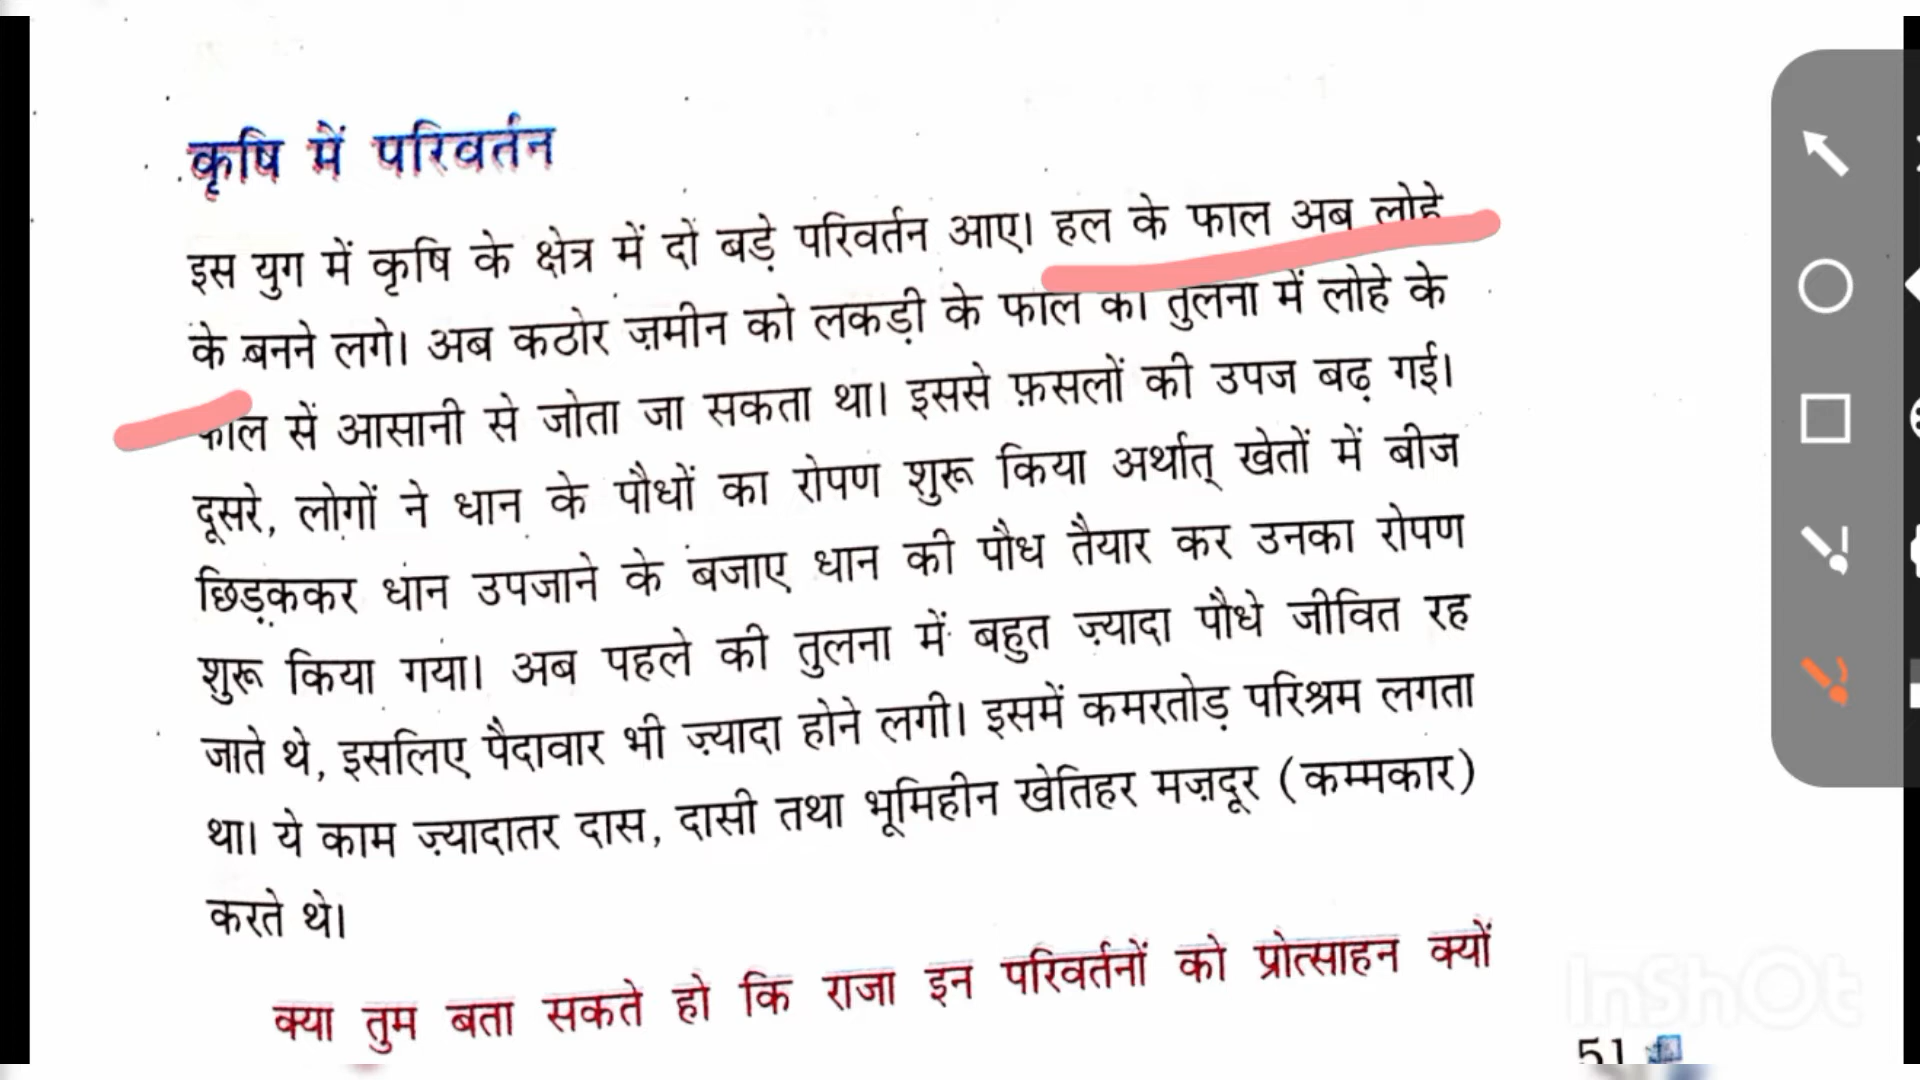 कृषि में परिवर्तन
इस युग में कृषि के क्षेत्र में दो बड़े परिवर्तन आए। हल के फाल अब लोहे
के बनने लगे। अब कठोर ज़मीन को लकड़ी के फाल की तुलना में लोहे के
फाल से आसानी से जोता जा सकता था। इससे फ़सलों की उपज बढ़ गई।
दूसरे, लोगों ने धान के पौधों का रोपण शुरू किया अर्थात् खेतों में बीज
छिड़ककर धान उपजाने के बजाए धान की पौध तैयार कर उनका रोपण
शुरू किया गया। अब पहले की तुलना में बहुत ज़्यादा पौधे जीवित रह
जाते थे, इसलिए पैदावार भी ज़्यादा होने लगी। इसमें कमरतोड़ परिश्रम लगता
था। ये काम ज़्यादातर दास, दासी तथा भूमिहीन खेतिहर मज़दूर (कम्मकार)
करते थे।
क्या तुम बता सकते हो कि राजा इन परिवर्तनों को प्रोत्साहन क्यों
InShOt
51